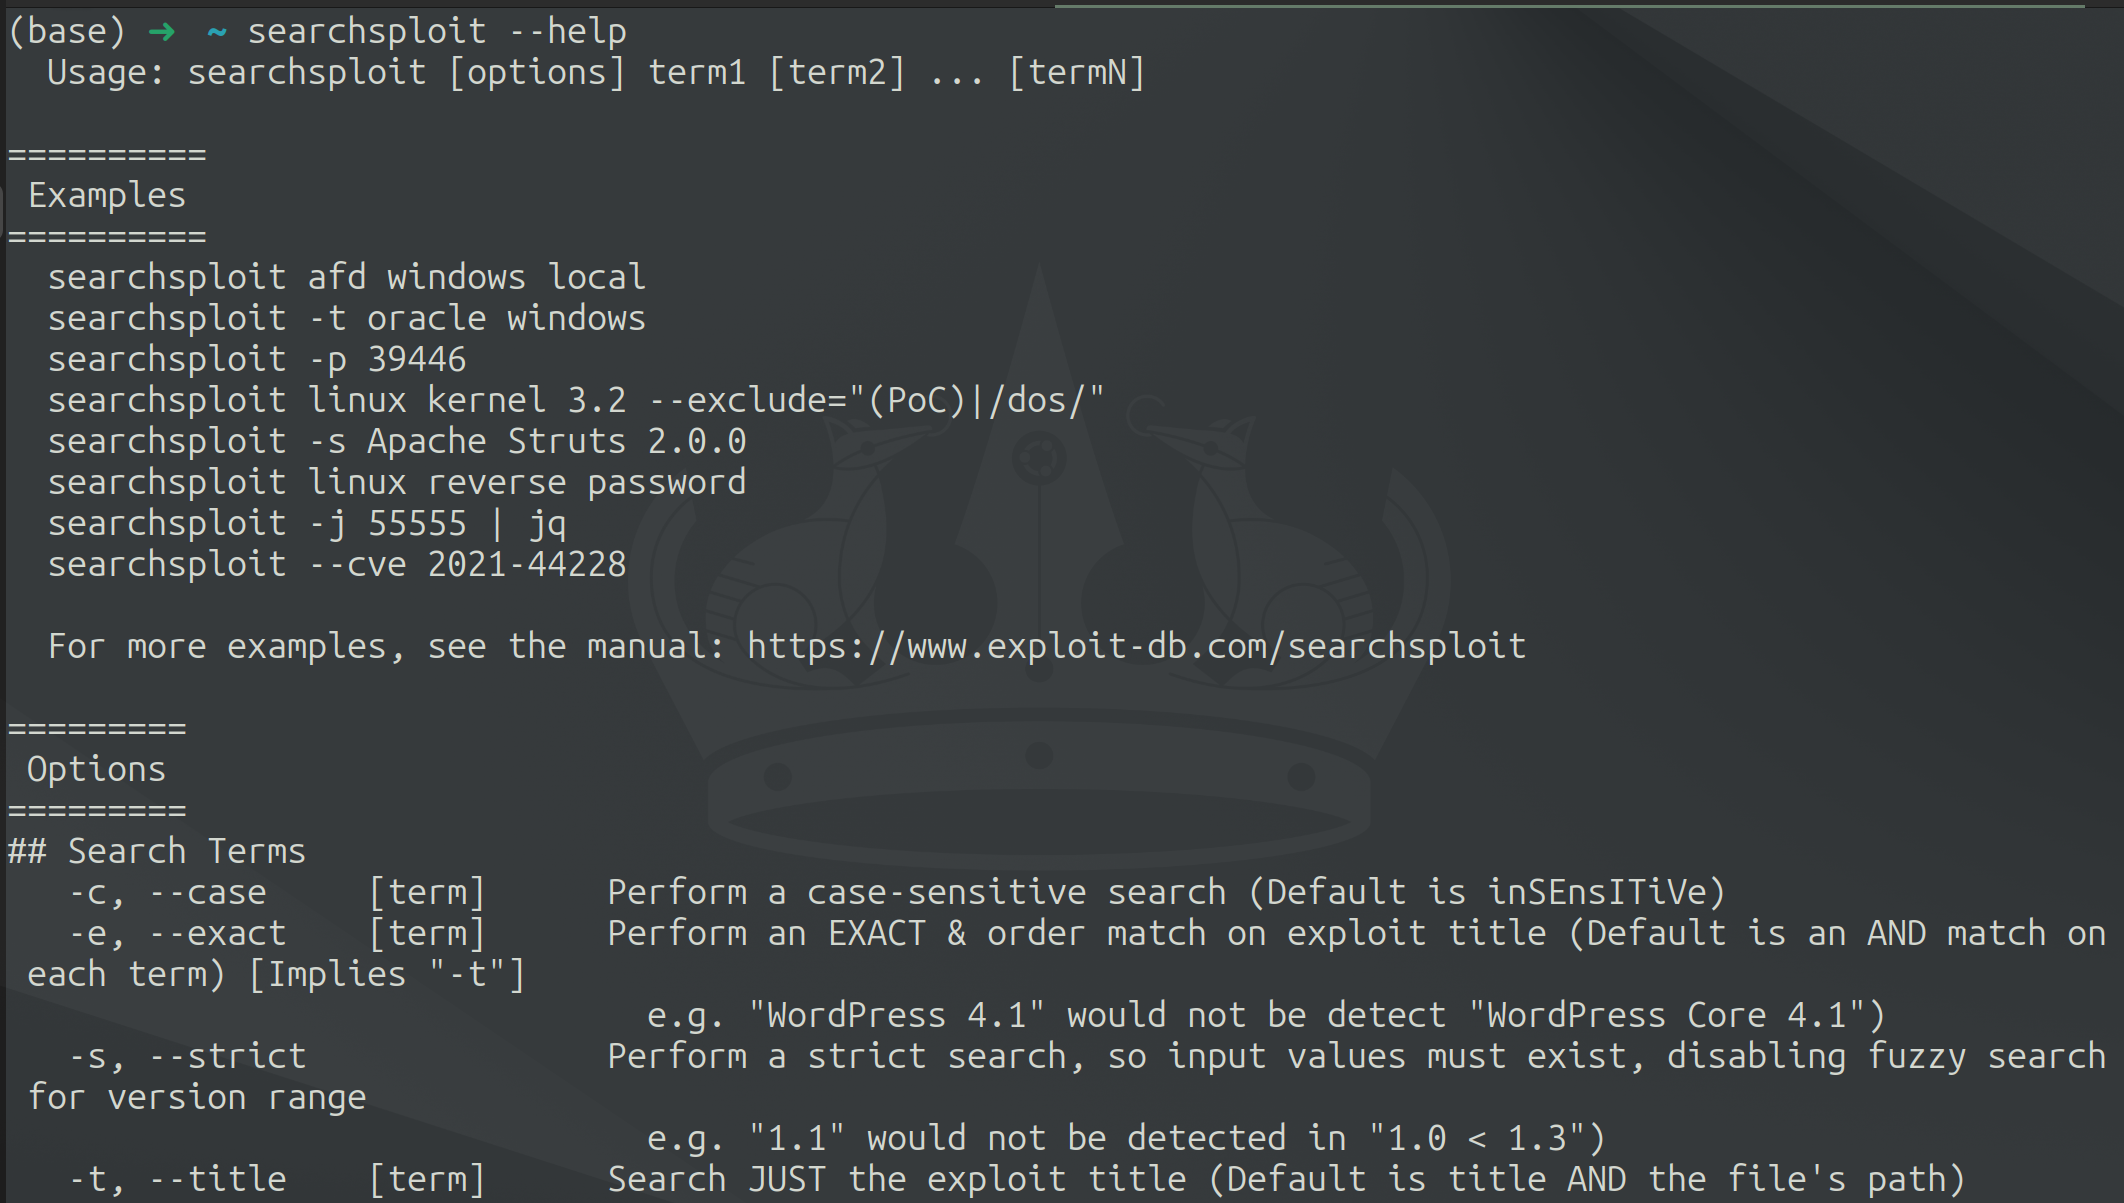 (base) ➜  ~ searchsploit --help
  Usage: searchsploit [options] term1 [term2] ... [termN]

==========
 Examples
==========
  searchsploit afd windows local
  searchsploit -t oracle windows
  searchsploit -p 39446
  searchsploit linux kernel 3.2 --exclude="(PoC)|/dos/"
  searchsploit -s Apache Struts 2.0.0
  searchsploit linux reverse password
  searchsploit -j 55555 | jq
  searchsploit --cve 2021-44228

  For more examples, see the manual: https://www.exploit-db.com/searchsploit

=========
 Options
=========
## Search Terms
   -c, --case     [term]      Perform a case-sensitive search (Default is inSEnsITiVe)
   -e, --exact    [term]      Perform an EXACT & order match on exploit title (Default is an AND match on
 each term) [Implies "-t"]
                                e.g. "WordPress 4.1" would not be detect "WordPress Core 4.1")
   -s, --strict               Perform a strict search, so input values must exist, disabling fuzzy search
 for version range
                                e.g. "1.1" would not be detected in "1.0 < 1.3")
   -t, --title    [term]      Search JUST the exploit title (Default is title AND the file's path)